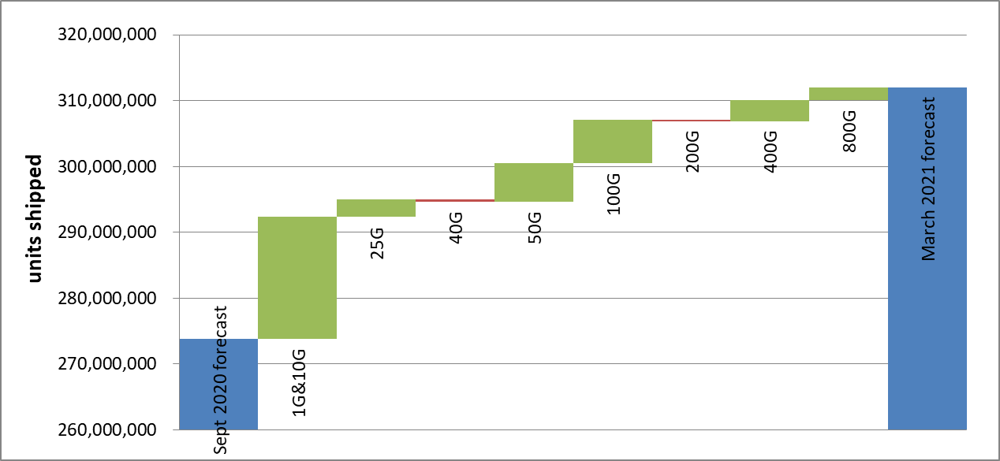 320,000,000
310,000,000
300,000,000
290,000,000
280,000,000
270,000,000
260,000,000
units shipped
Sept 2020 forecast
1G&10G
25G
40G
50G
100G
200G
400G
800G
March 2021 forecast